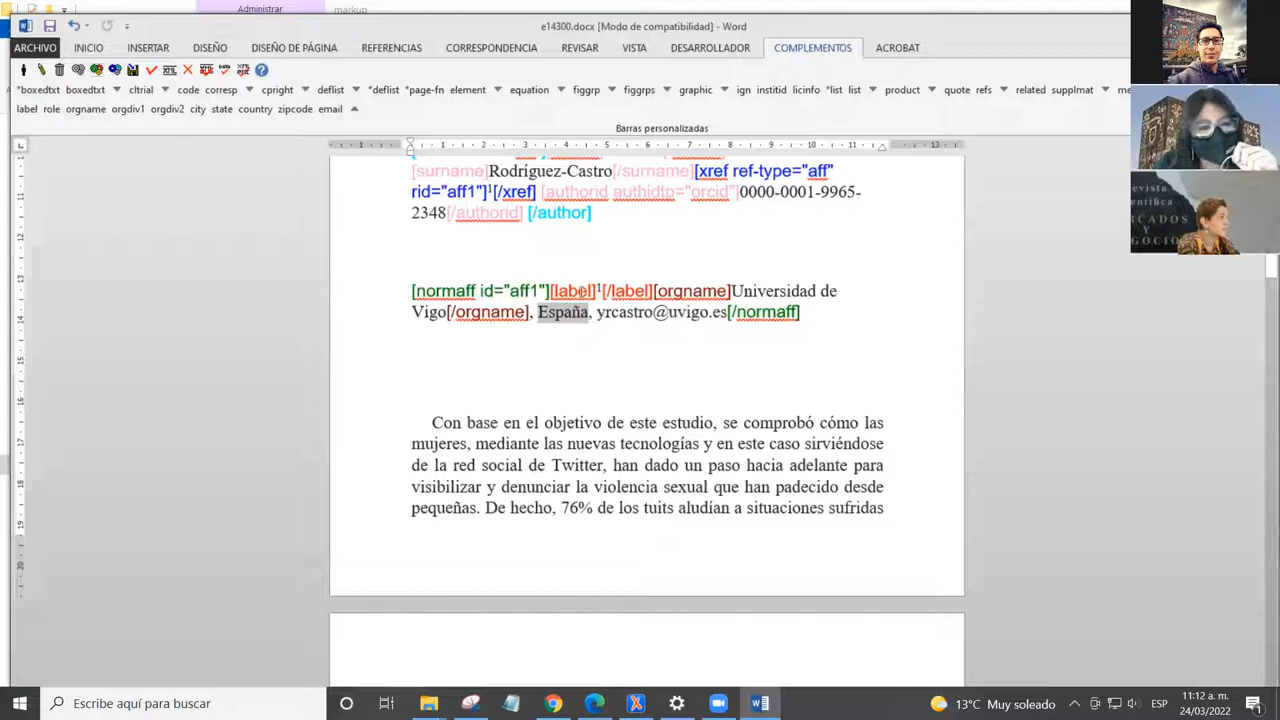 Administrar
markup
e14300.docx [Modo de compatibilidad] - Word
ARCHIVO INICIO INSERTAR DISEÑO DISEÑO DE PÁGINA REFERENCIAS CORRESPONDENCIA REVISAR VISTA DESARROLLADOR COMPLEMENTOS ACROBAT
*boxedtxt boxedtxt cltrial code corresp cpright deflist *deflist *page-fn element equation figgrp figgrps graphic ign institid licinfo *list list product quote refs related supplmat
label role orgname orgdiv1 orgdiv2 city state country zipcode email
Barras personalizadas
[surname]Rodríguez-Castro[/surname][xref ref-type="aff"
rid="aff1"]1[/xref] [authorid authidtp="orcid"]0000-0001-9965-
2348[/authorid] [/author]
[normaff id="aff1"][label]1[/label][orgname]Universidad de
Vigo[/orgname], España, yrcastro@uvigo.es[/normaff]
Con base en el objetivo de este estudio, se comprobó cómo las
mujeres, mediante las nuevas tecnologías y en este caso sirviéndose
de la red social de Twitter, han dado un paso hacia adelante para
visibilizar y denunciar la violencia sexual que han padecido desde
pequeñas. De hecho, 76% de los tuits aludían a situaciones sufridas
Escribe aquí para buscar
13°C Muy soleado
ESP
11:12 a. m.
24/03/2022